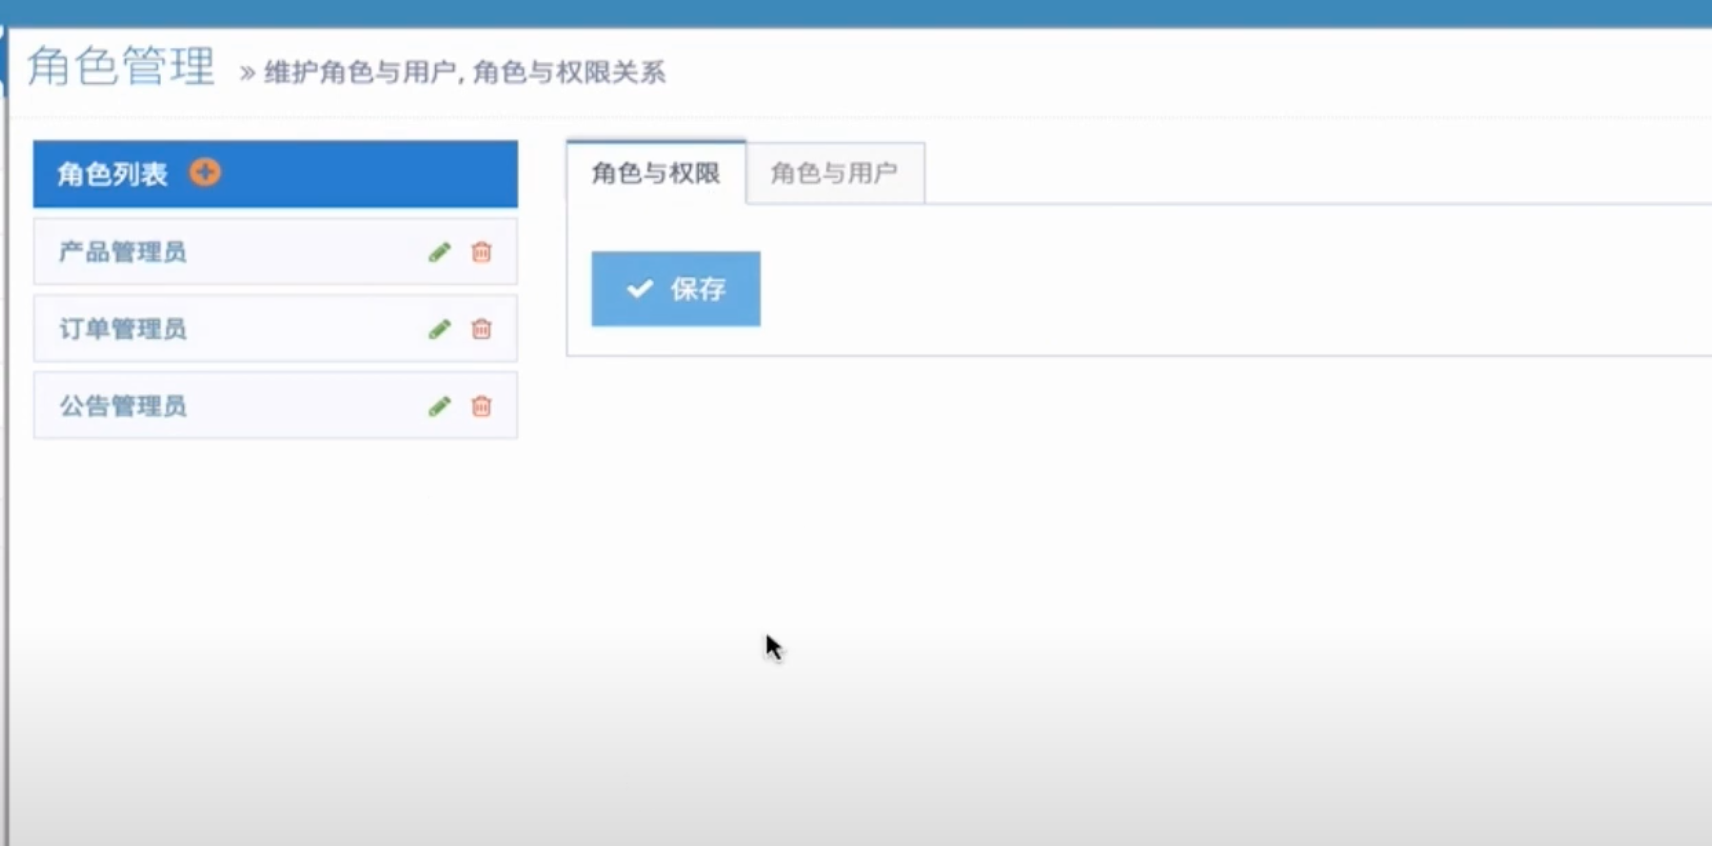 角色管理 » 维护角色与用户, 角色与权限关系
角色列表
产品管理员
订单管理员
公告管理员
角色与权限 角色与用户
保存